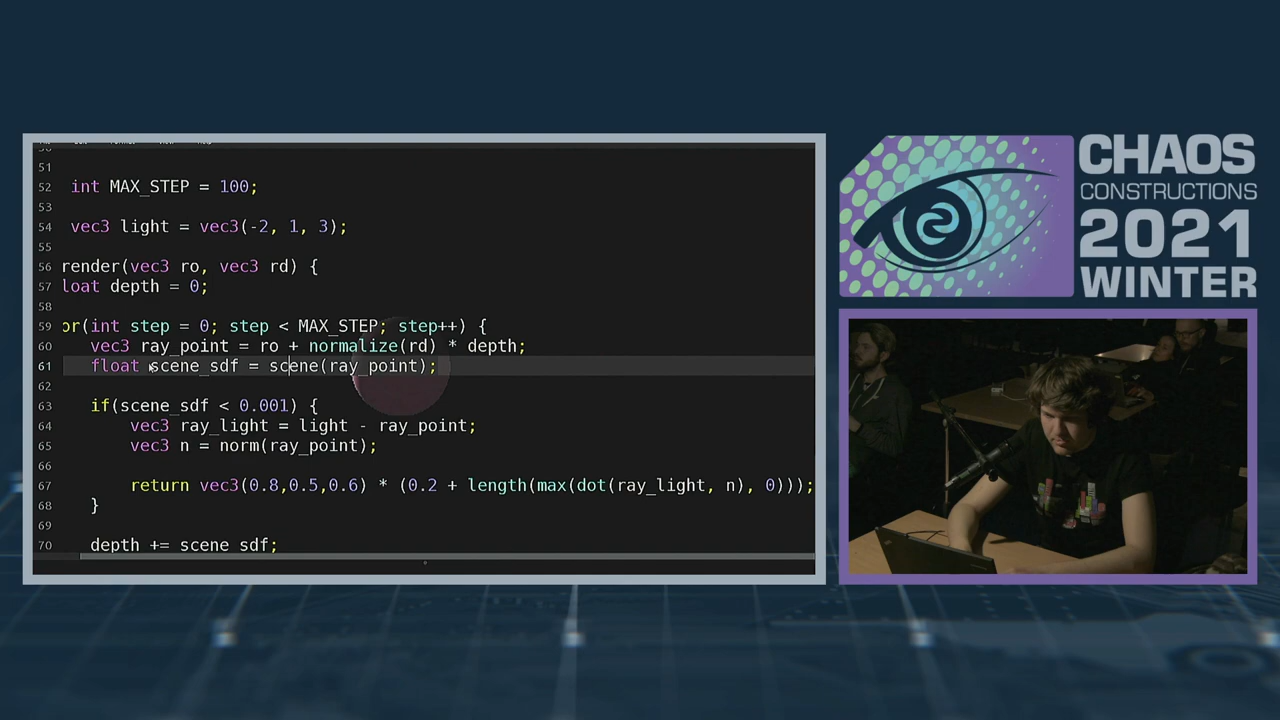 51
52 int MAX_STEP = 100;
53
54 vec3 light = vec3(-2, 1, 3);
55
56 render(vec3 ro, vec3 rd) {
57 loat depth = 0;
58
59 or(int step = 0; step < MAX_STEP; step++) {
60 vec3 ray_point = ro + normalize(rd) * depth;
61 float scene_sdf = scene(ray_point);
62
63 if(scene_sdf < 0.001) {
64 vec3 ray_light = light - ray_point;
65 vec3 n = norm(ray_point);
66
67 return vec3(0.8,0.5,0.6) * (0.2 + length(max(dot(ray_light, n), 0)));
68 }
69
70 depth += scene_sdf;
CHAOS
CONSTRUCTIONS
2021
WINTER